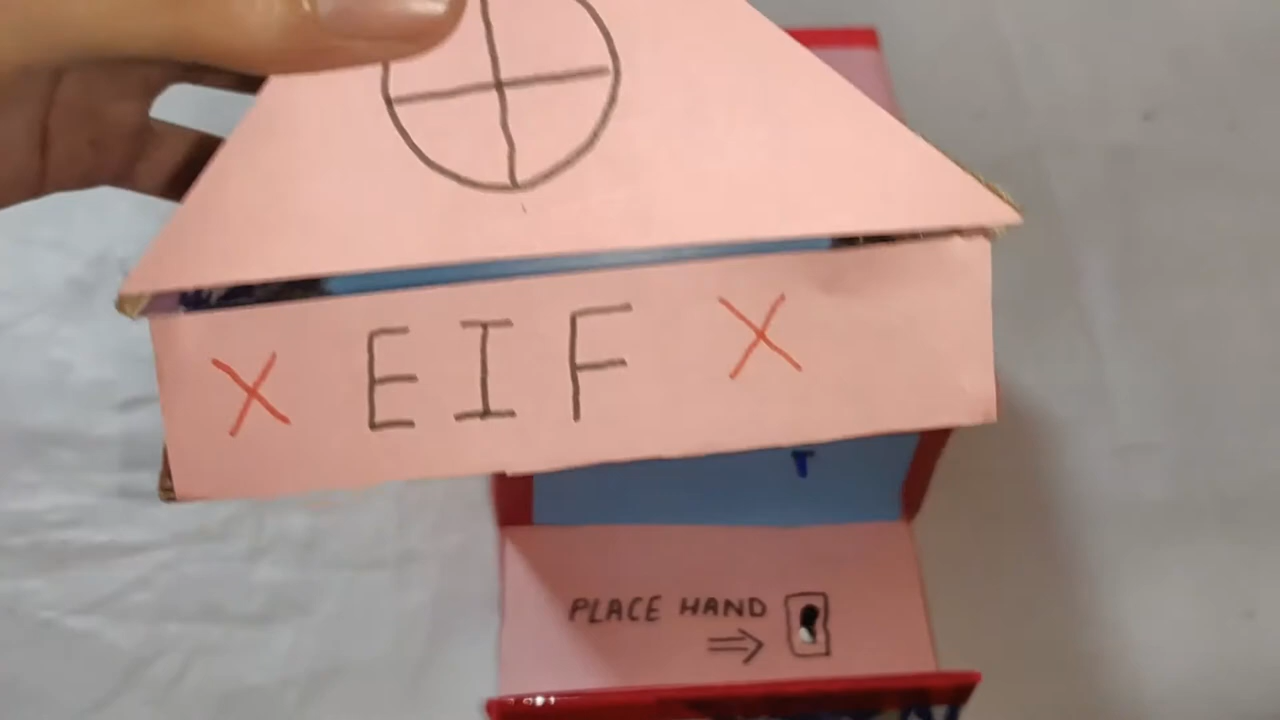 X EIF X
T
PLACE HAND
⇒